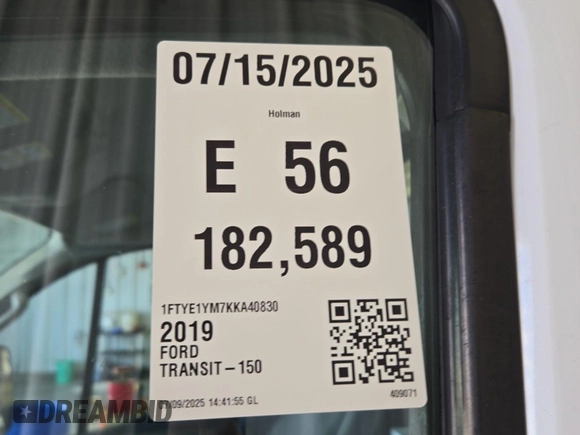 07/15/2025
Holman
E 56
182,589
1FTYE1YM7KKA40830
2019
FORD
TRANSIT-150
/09/2025 14:41:55 GL
409071
DREAMBID